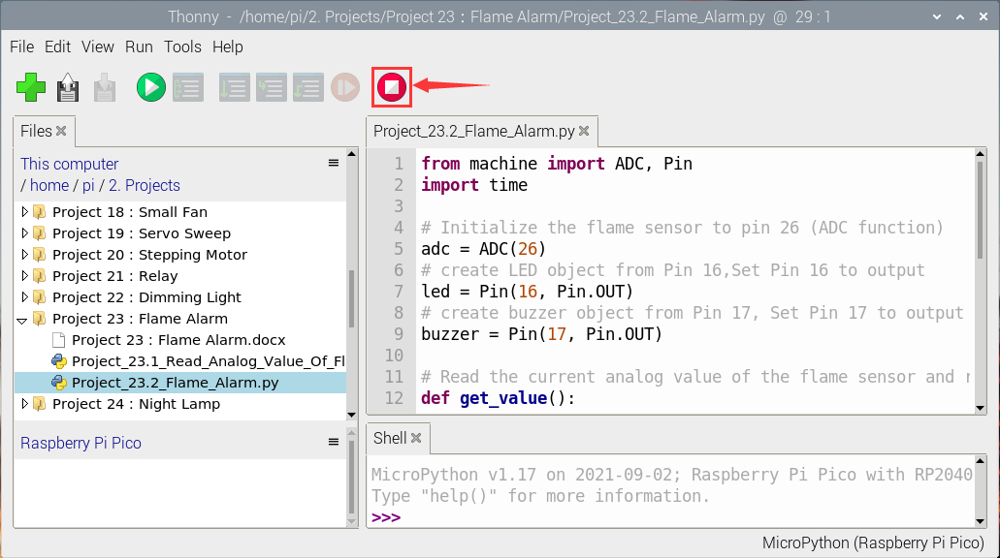 Thonny - /home/pi/2. Projects/Project 23 : Flame Alarm/Project_23.2_Flame_Alarm.py @ 29 : 1
File Edit View Run Tools Help
Files
This computer
/ home / pi / 2. Projects
Project 18 : Small Fan
Project 19 : Servo Sweep
Project 20 : Stepping Motor
Project 21 : Relay
Project 22 : Dimming Light
Project 23 : Flame Alarm
Project 23 : Flame Alarm.docx
Project_23.1_Read_Analog_Value_Of_Fl
Project_23.2_Flame_Alarm.py
Project 24 : Night Lamp
Raspberry Pi Pico
Project_23.2_Flame_Alarm.py
1 from machine import ADC, Pin
2 import time
3
4 # Initialize the flame sensor to pin 26 (ADC function)
5 adc = ADC(26)
6 # create LED object from Pin 16,Set Pin 16 to output
7 led = Pin(16, Pin.OUT)
8 # create buzzer object from Pin 17, Set Pin 17 to output
9 buzzer = Pin(17, Pin.OUT)
10
11 # Read the current analog value of the flame sensor and r
12 def get_value():
Shell
MicroPython v1.17 on 2021-09-02; Raspberry Pi Pico with RP2040
Type "help()" for more information.
>>>
MicroPython (Raspberry Pi Pico)